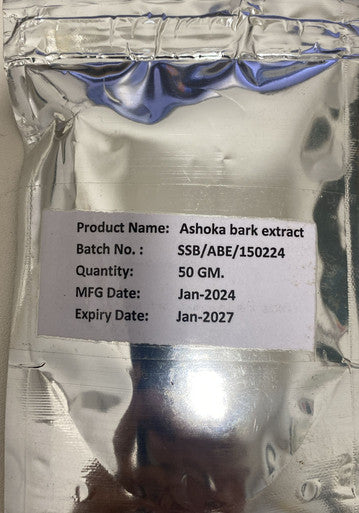 Product Name: Ashoka bark extract
Batch No. : SSB/ABE/150224
Quantity: 50 GM.
MFG Date: Jan-2024
Expiry Date: Jan-2027